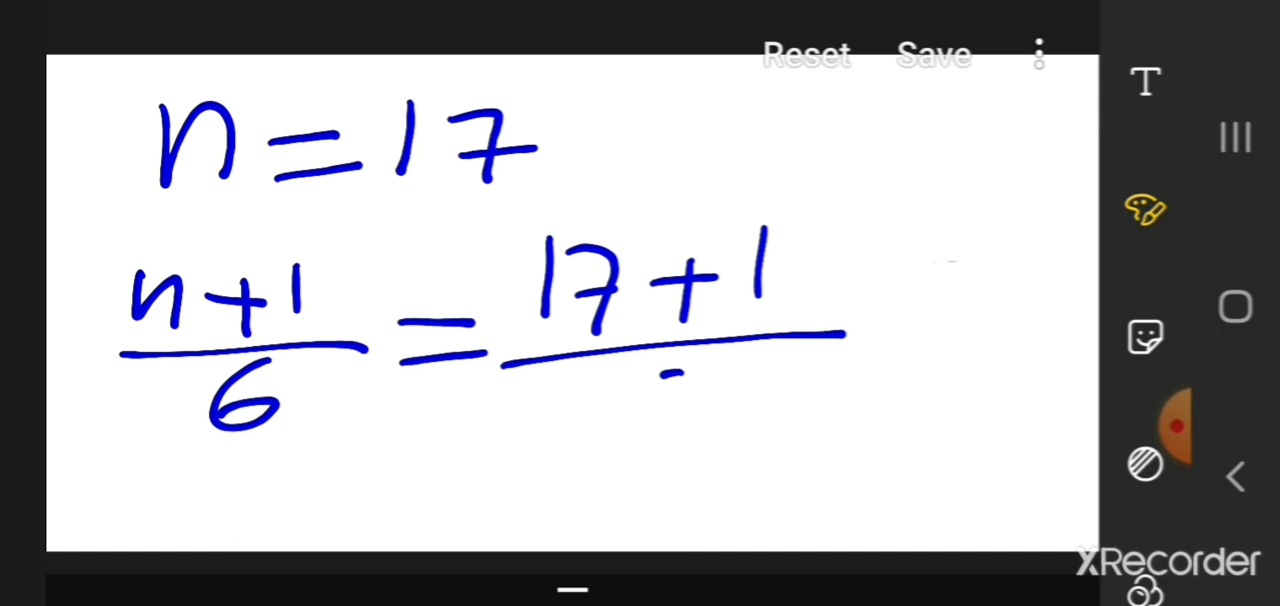 Reset Save
T
n = 17
n+1/6 = 17+1/
XRecorder